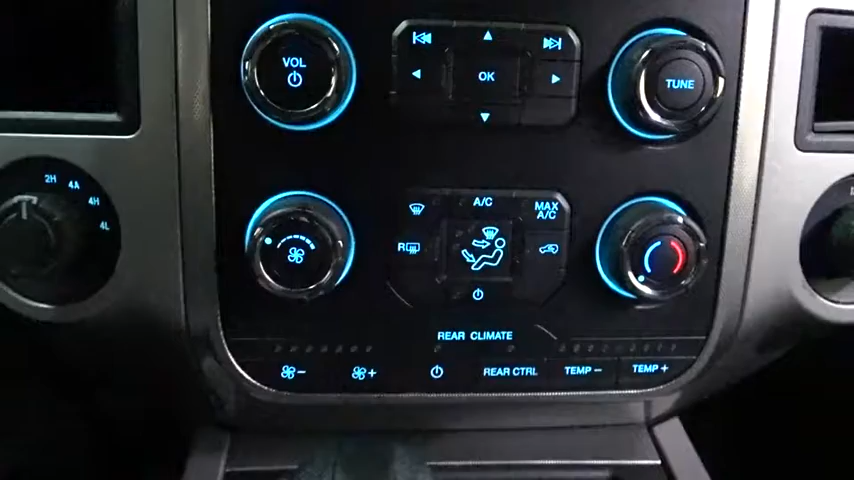 VOL
OK
TUNE
2H
4A
4H
4L
A/C
MAX
A/C
R
REAR CLIMATE
REAR CTRL
TEMP −
TEMP +